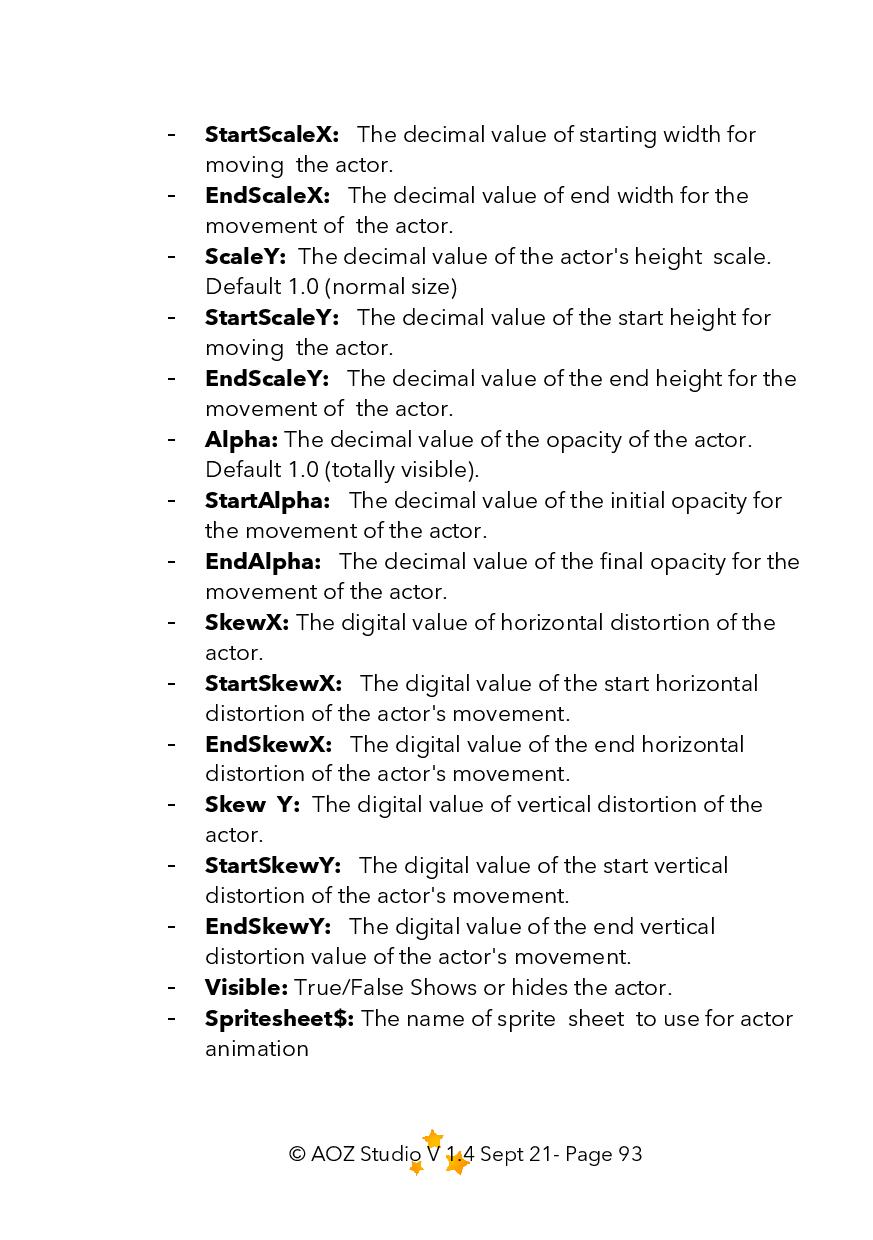 - StartScaleX: The decimal value of starting width for
moving the actor.
- EndScaleX: The decimal value of end width for the
movement of the actor.
- ScaleY: The decimal value of the actor's height scale.
Default 1.0 (normal size)
- StartScaleY: The decimal value of the start height for
moving the actor.
- EndScaleY: The decimal value of the end height for the
movement of the actor.
- Alpha: The decimal value of the opacity of the actor.
Default 1.0 (totally visible).
- StartAlpha: The decimal value of the initial opacity for
the movement of the actor.
- EndAlpha: The decimal value of the final opacity for the
movement of the actor.
- SkewX: The digital value of horizontal distortion of the
actor.
- StartSkewX: The digital value of the start horizontal
distortion of the actor's movement.
- EndSkewX: The digital value of the end horizontal
distortion of the actor's movement.
- Skew Y: The digital value of vertical distortion of the
actor.
- StartSkewY: The digital value of the start vertical
distortion of the actor's movement.
- EndSkewY: The digital value of the end vertical
distortion value of the actor's movement.
- Visible: True/False Shows or hides the actor.
- Spritesheet$: The name of sprite sheet to use for actor
animation
© AOZ Studio V 1.4 Sept 21- Page 93